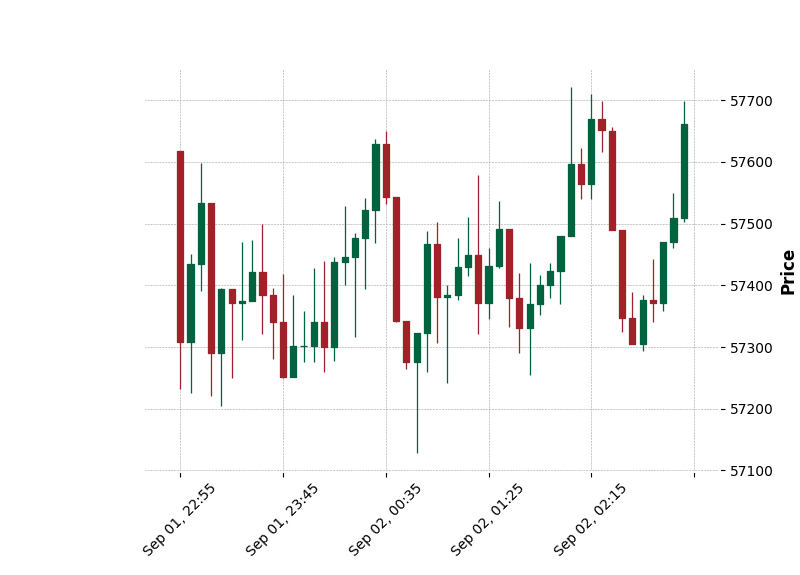 57700
57600
57500
57400
57300
57200
57100
Price
Sep 01, 22:55
Sep 01, 23:45
Sep 02, 00:35
Sep 02, 01:25
Sep 02, 02:15